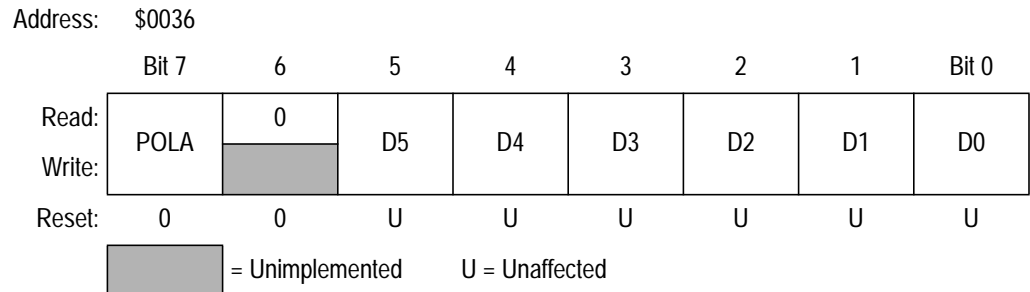 Address: $0036
Bit 7 6 5 4 3 2 1 Bit 0
Read: POLA 0 D5 D4 D3 D2 D1 D0
Write:
Reset: 0 0 U U U U U U
= Unimplemented U = Unaffected